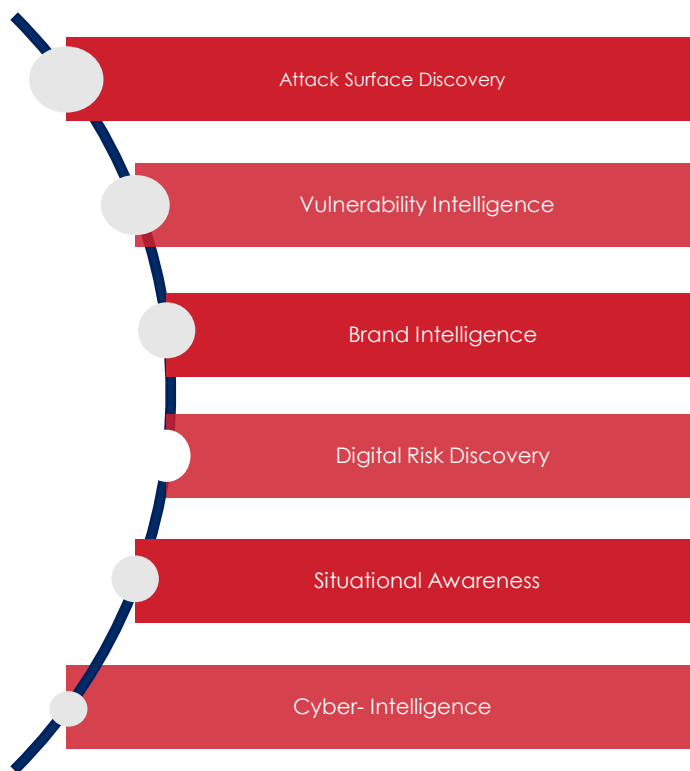 Attack Surface Discovery
Vulnerability Intelligence
Brand Intelligence
Digital Risk Discovery
Situational Awareness
Cyber- Intelligence